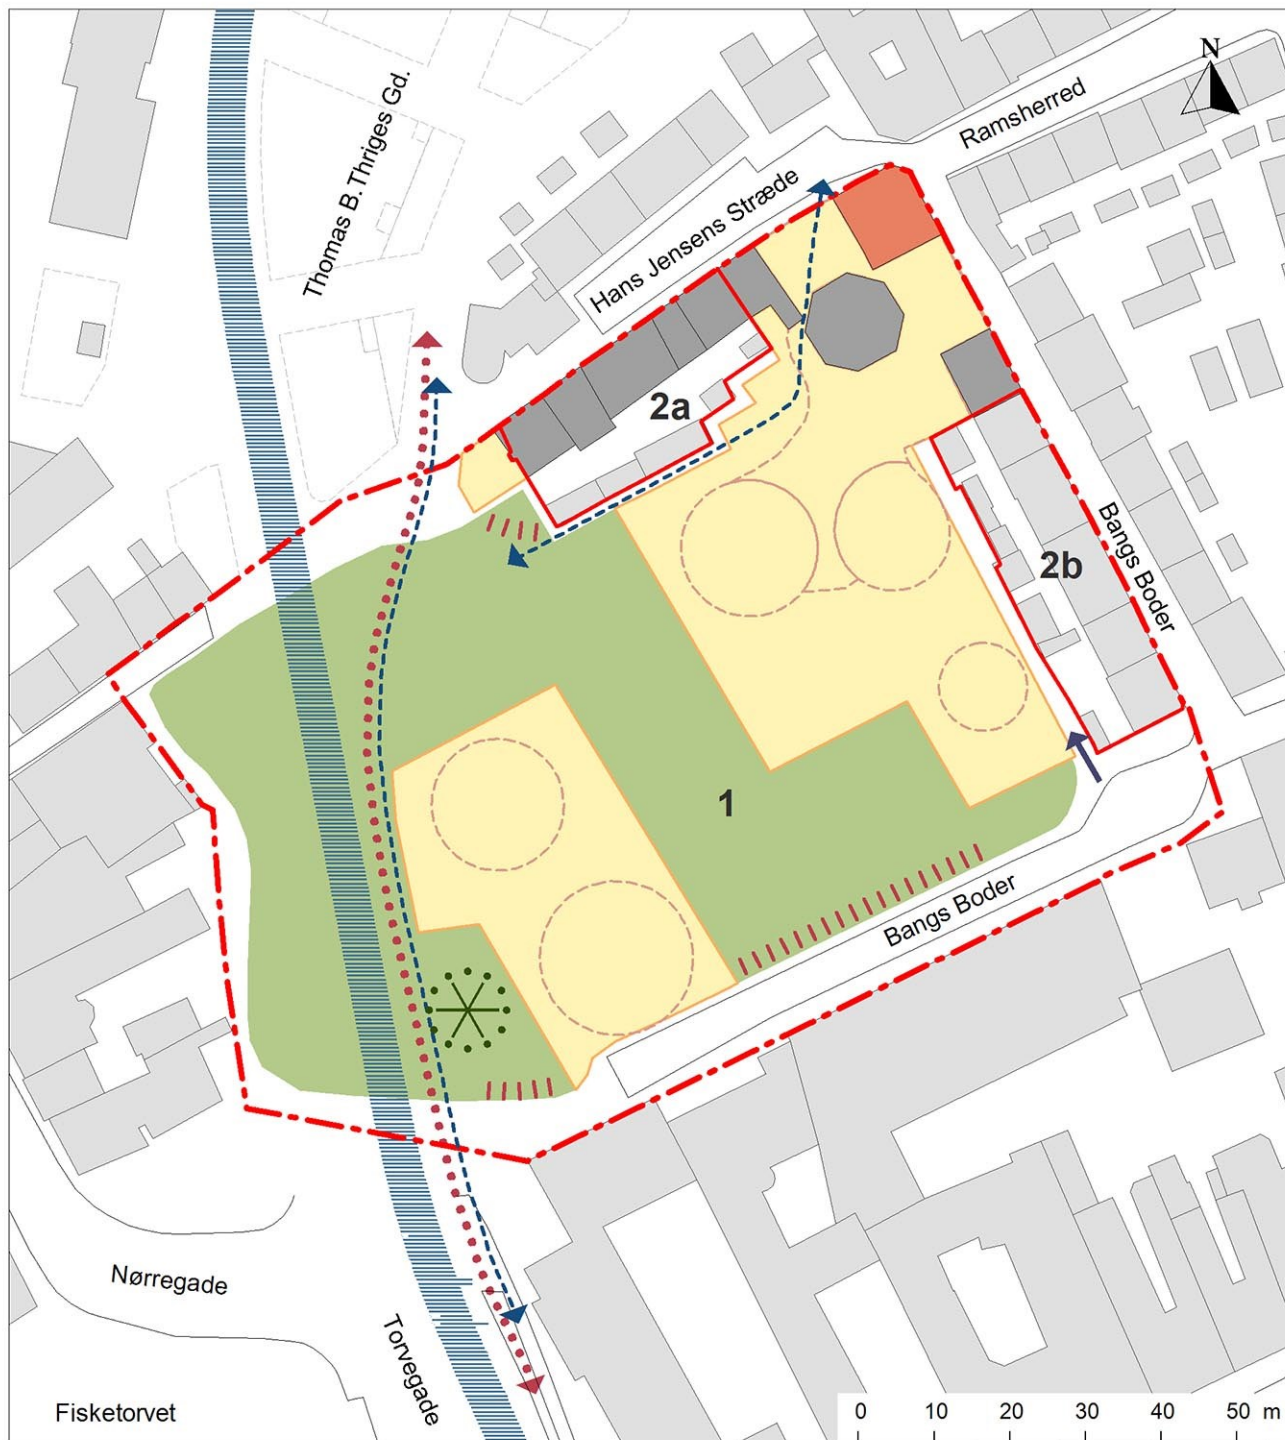 N
Ramsherred
Thomas B. Thriges Gd.
Hans Jensens Stræde
2a
2b
Bangs Boder
1
Bangs Boder
Nørregade
Torvegade
Fisketorvet
0 10 20 30 40 50 m